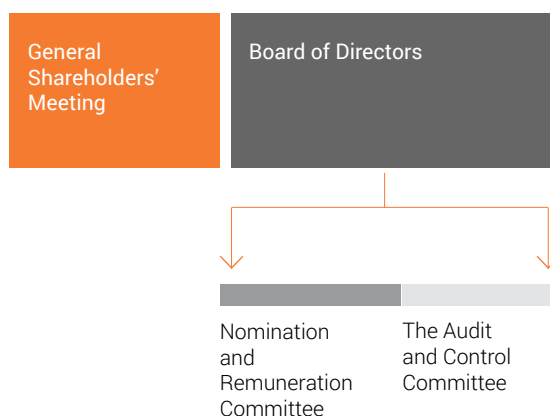 General
Shareholders’
Meeting
Board of Directors
Nomination
and
Remuneration
Committee
The Audit
and Control
Committee